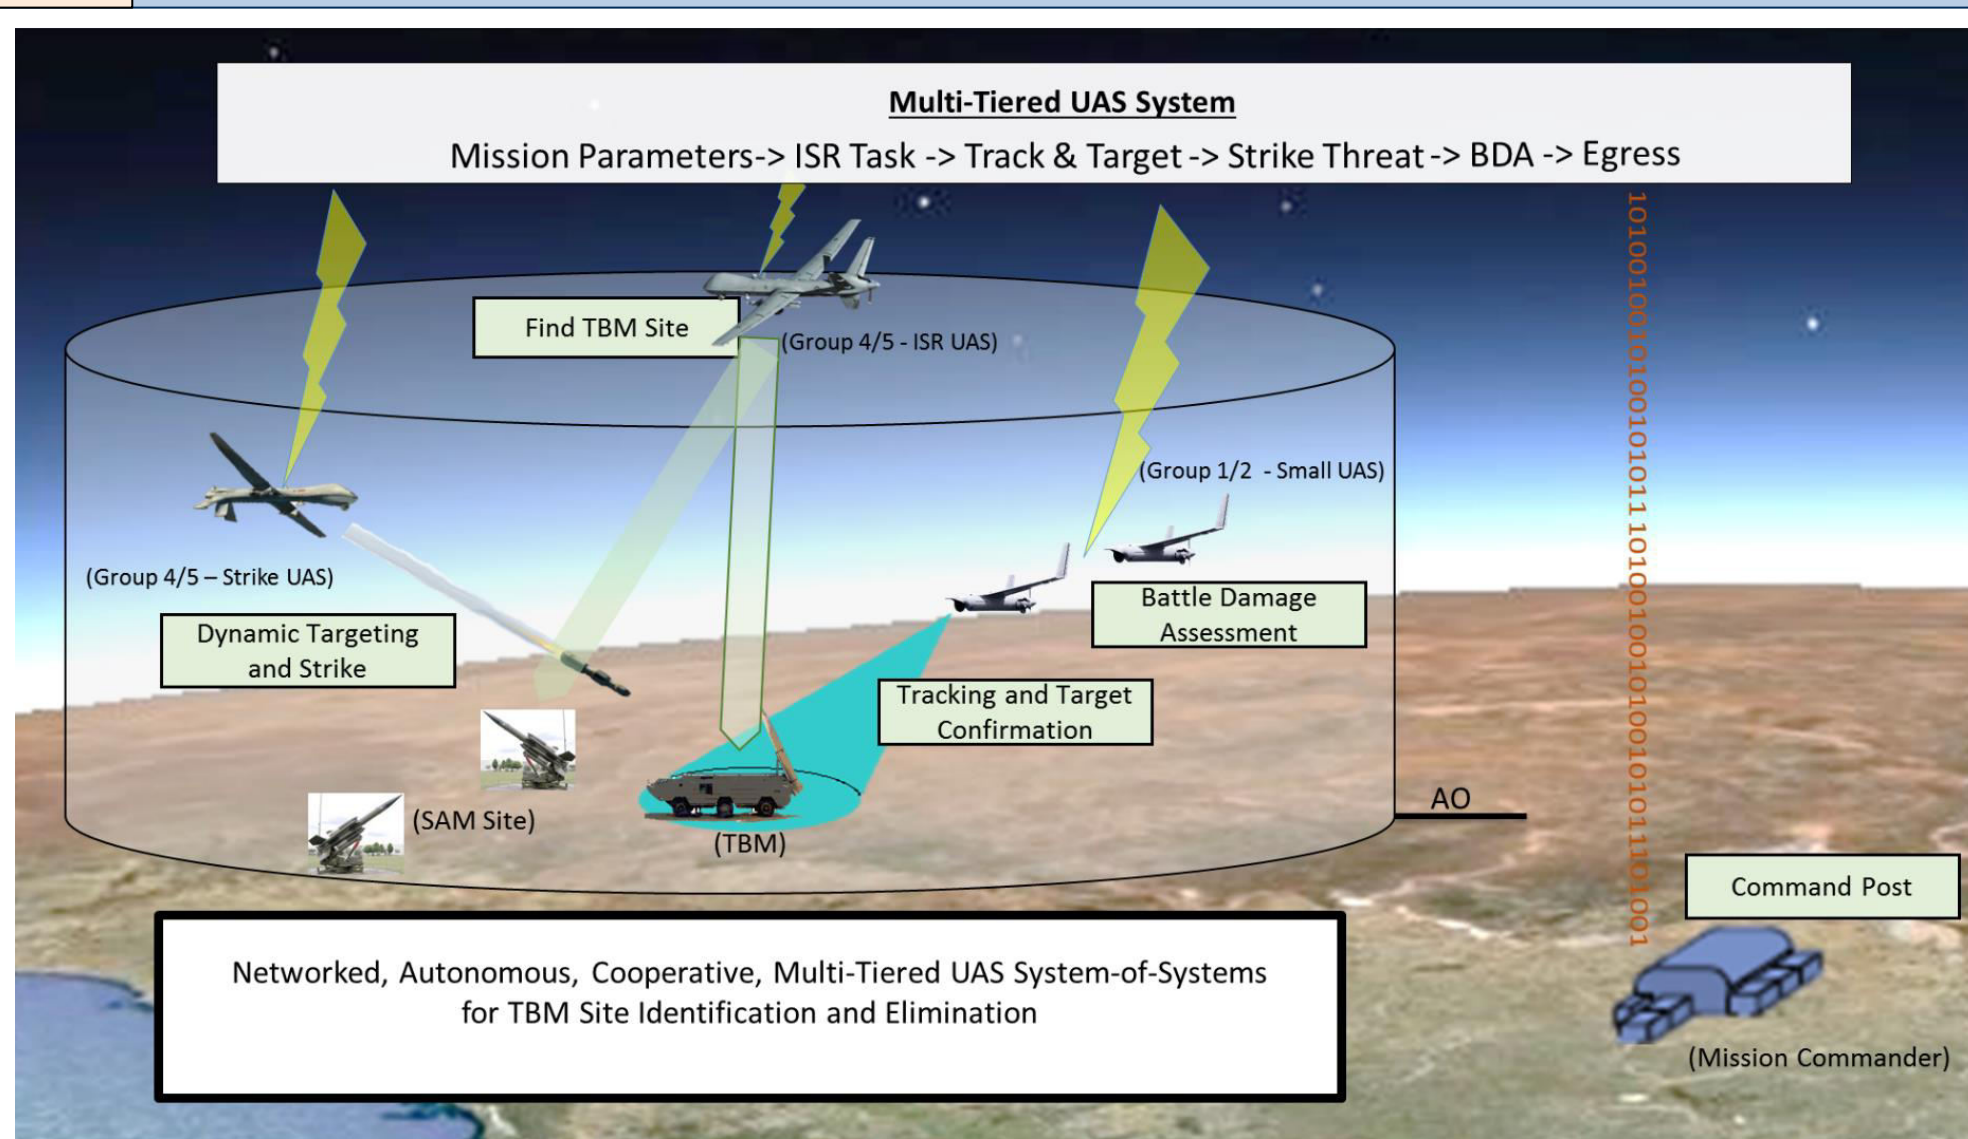 Multi-Tiered UAS System
Mission Parameters-> ISR Task -> Track & Target -> Strike Threat -> BDA -> Egress
Find TBM Site
(Group 4/5 - ISR UAS)
(Group 1/2 - Small UAS)
(Group 4/5 – Strike UAS)
Dynamic Targeting
and Strike
Battle Damage
Assessment
Tracking and Target
Confirmation
(SAM Site)
(TBM)
AO
Command Post
(Mission Commander)
Networked, Autonomous, Cooperative, Multi-Tiered UAS System-of-Systems
for TBM Site Identification and Elimination